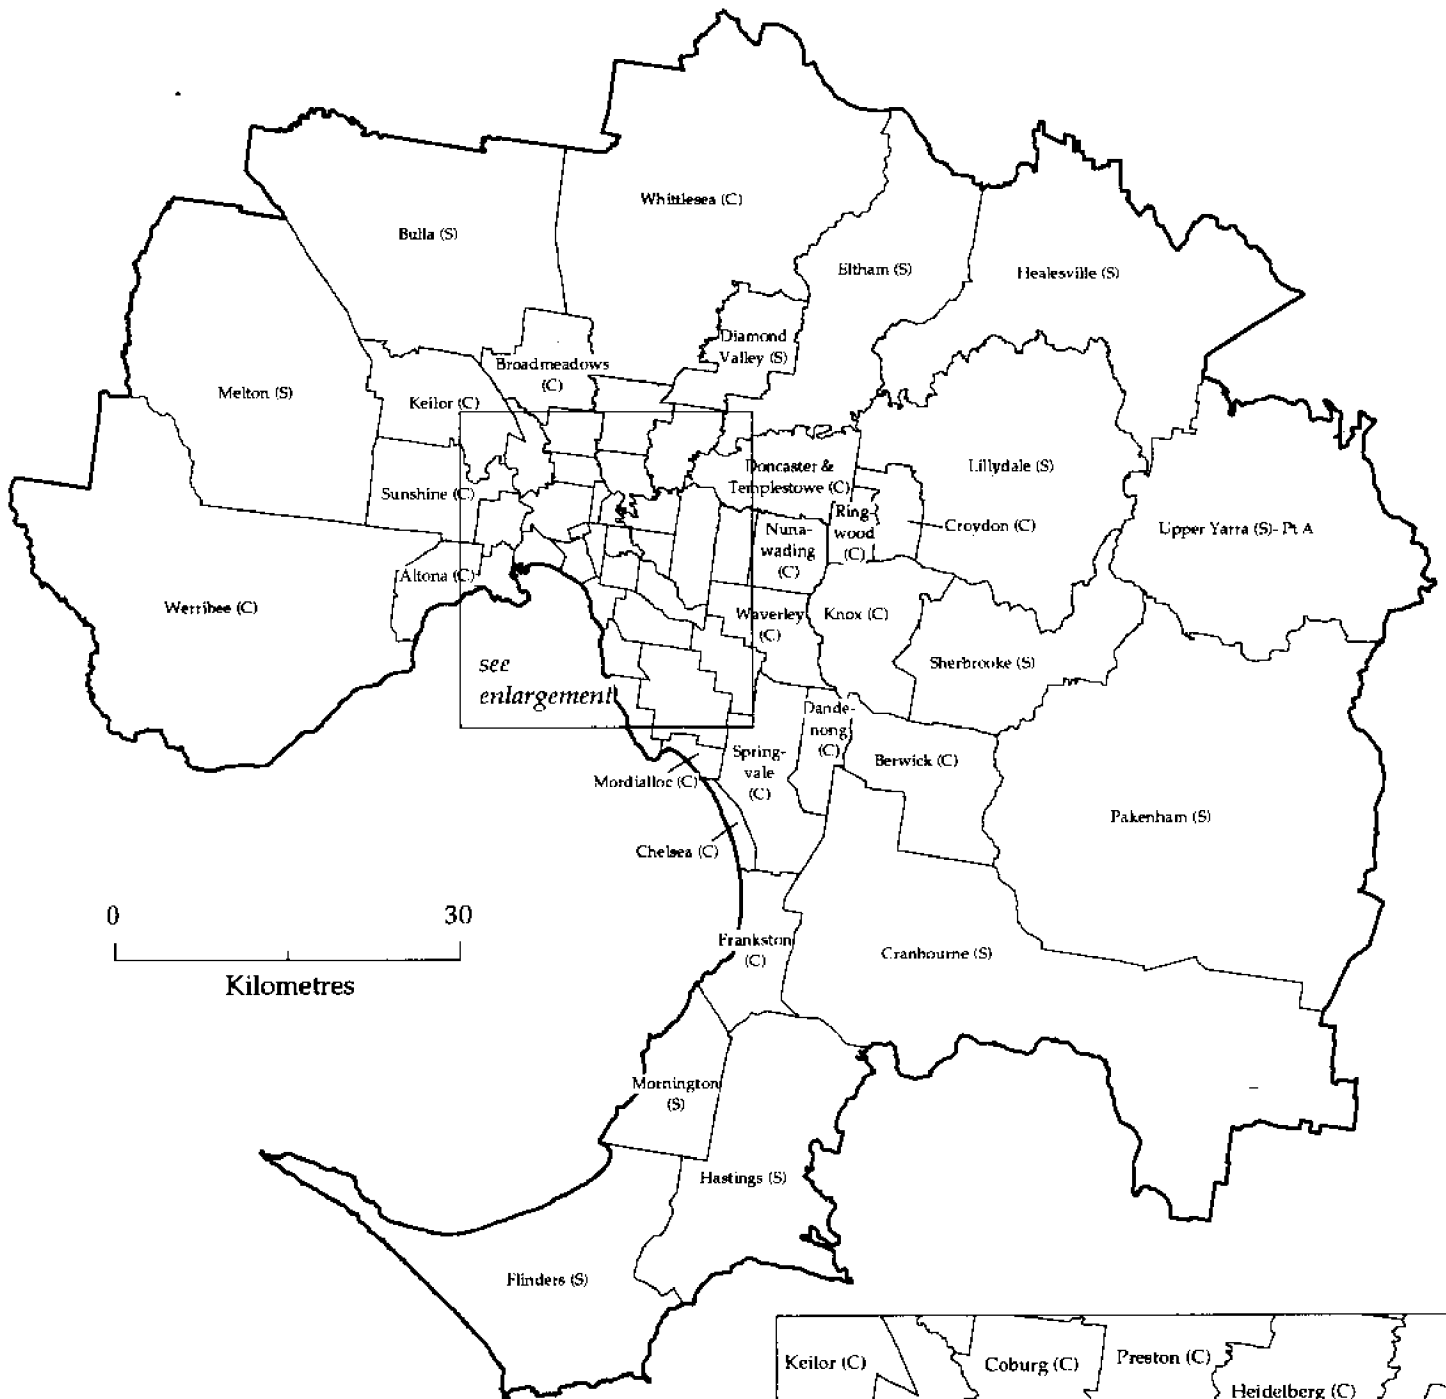 Whittlesea (C)
Bulla (S)
Eltham (S)
Healesville (S)
Diamond
Valley (S)
Broadmeadows
(C)
Melton (S)
Keilor (C)
Doncaster &
Templestowe (C)
Lillydale (S)
Sunshine (C)
Ring-
wood
(C)
Croydon (C)
Upper Yarra (S)- Pt A
Nuna-
wading
(C)
Altona (C)
Werribee (C)
Waverley
(C)
Knox (C)
Sherbrooke (S)
see
enlargement
Dande-
nong
(C)
Spring-
vale
(C)
Berwick (C)
Mordialloc (C)
Pakenham (S)
Chelsea (C)
0 30
Kilometres
Frankston
(C)
Cranbourne (S)
Mornington
(S)
Hastings (S)
Flinders (S)
Keilor (C)
Coburg (C)
Preston (C)
Heidelberg (C)